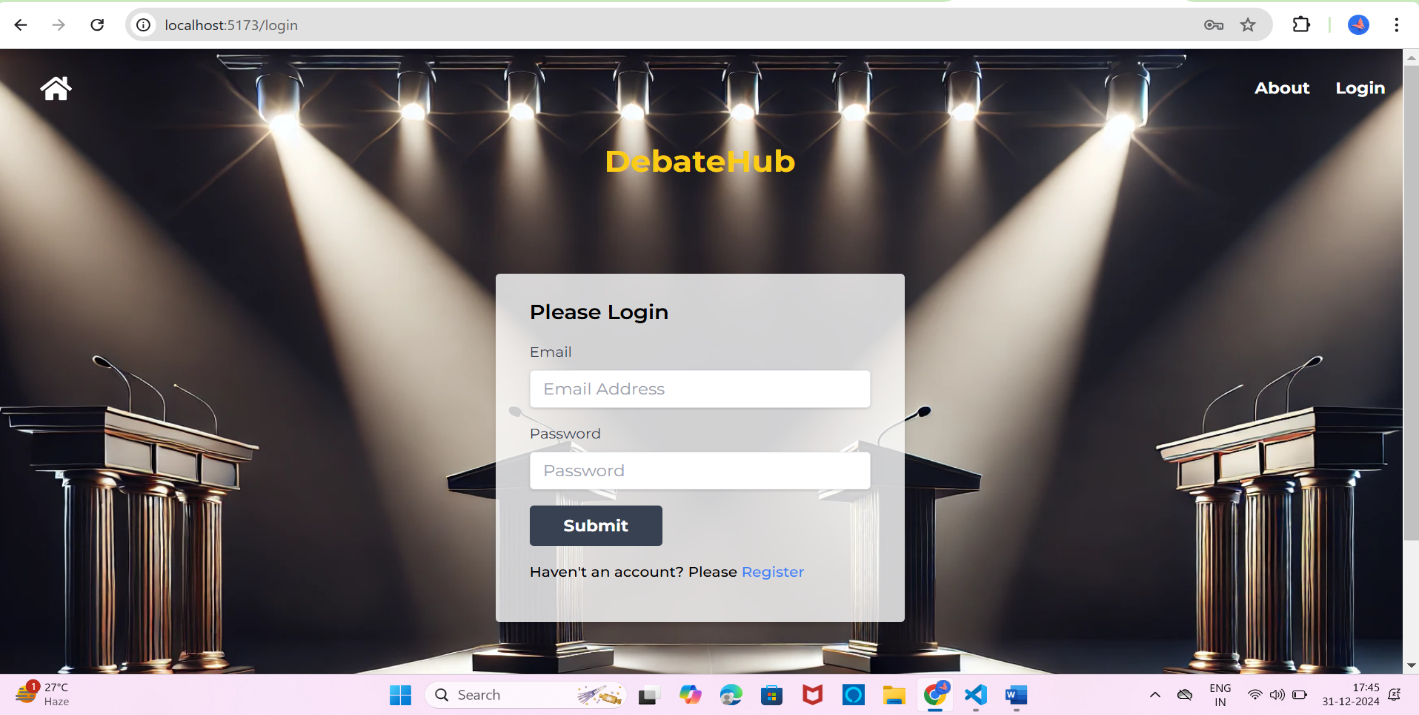 localhost:5173/login
About Login
DebateHub
Please Login
Email
Email Address
Password
Password
Submit
Haven't an account? Please Register
1
27°C
Haze
Search
ENG
IN
17:45
31-12-2024